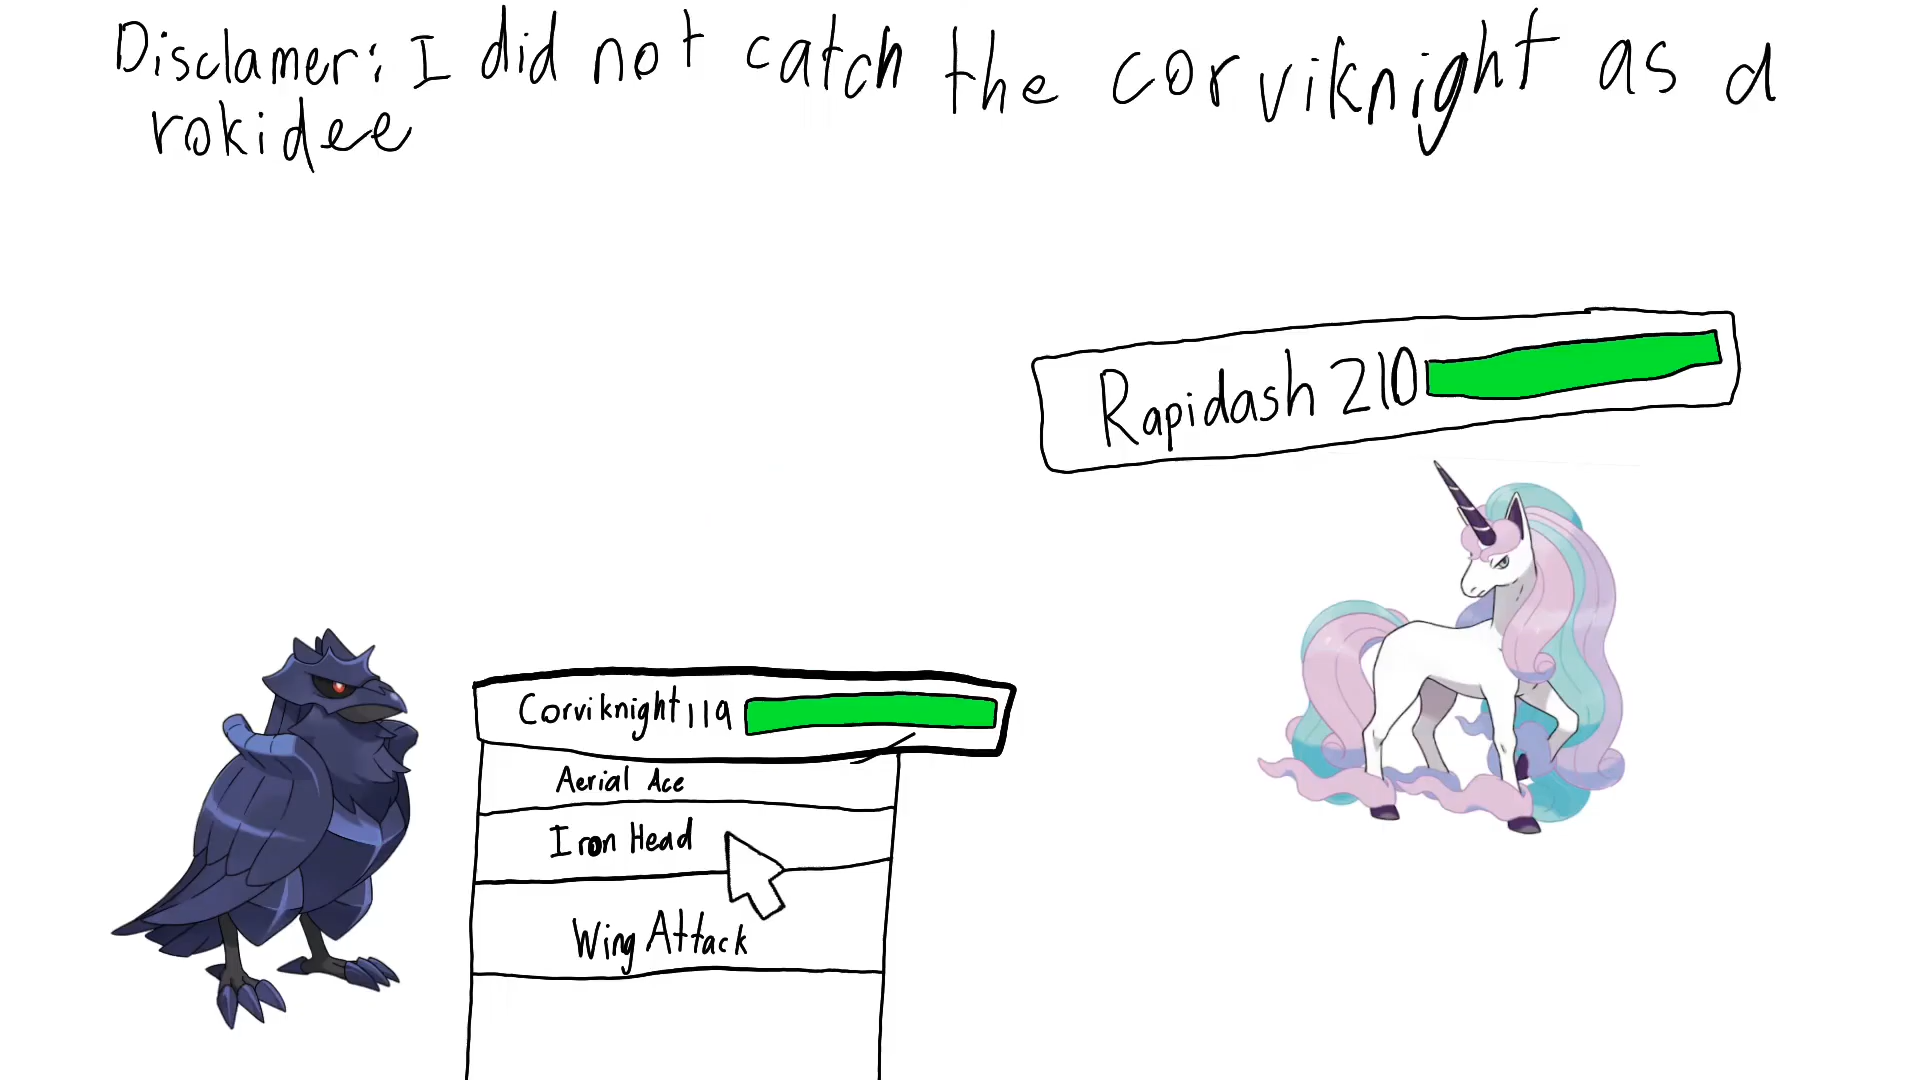 Disclamer: I did not catch the corviknight as a
rokidee
Rapidash 210
Corviknight 119
Aerial Ace
Iron Head
Wing Attack